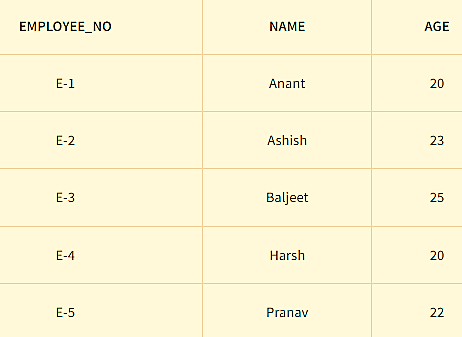 EMPLOYEE_NO NAME AGE
E-1 Anant 20
E-2 Ashish 23
E-3 Baljeet 25
E-4 Harsh 20
E-5 Pranav 22